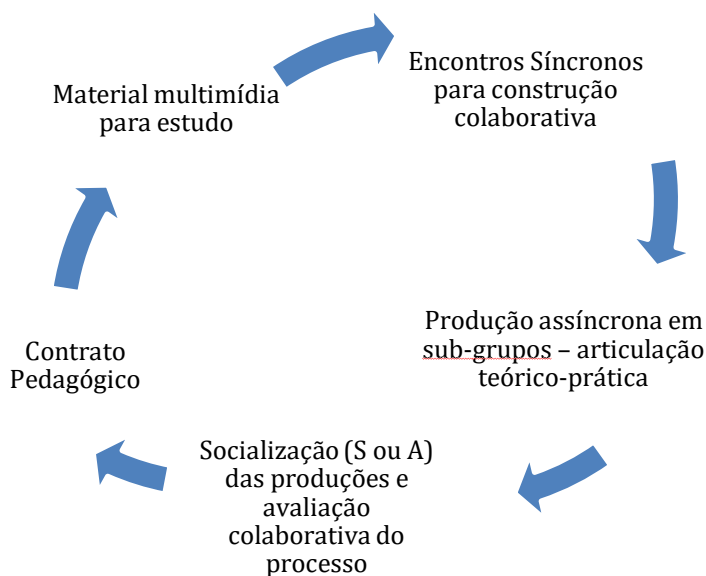 Encontros Síncronos
para construção
colaborativa
Material multimídia
para estudo
Produção assíncrona em
sub-grupos – articulação
teórico-prática
Contrato
Pedagógico
Socialização (S ou A)
das produções e
avaliação
colaborativa do
processo